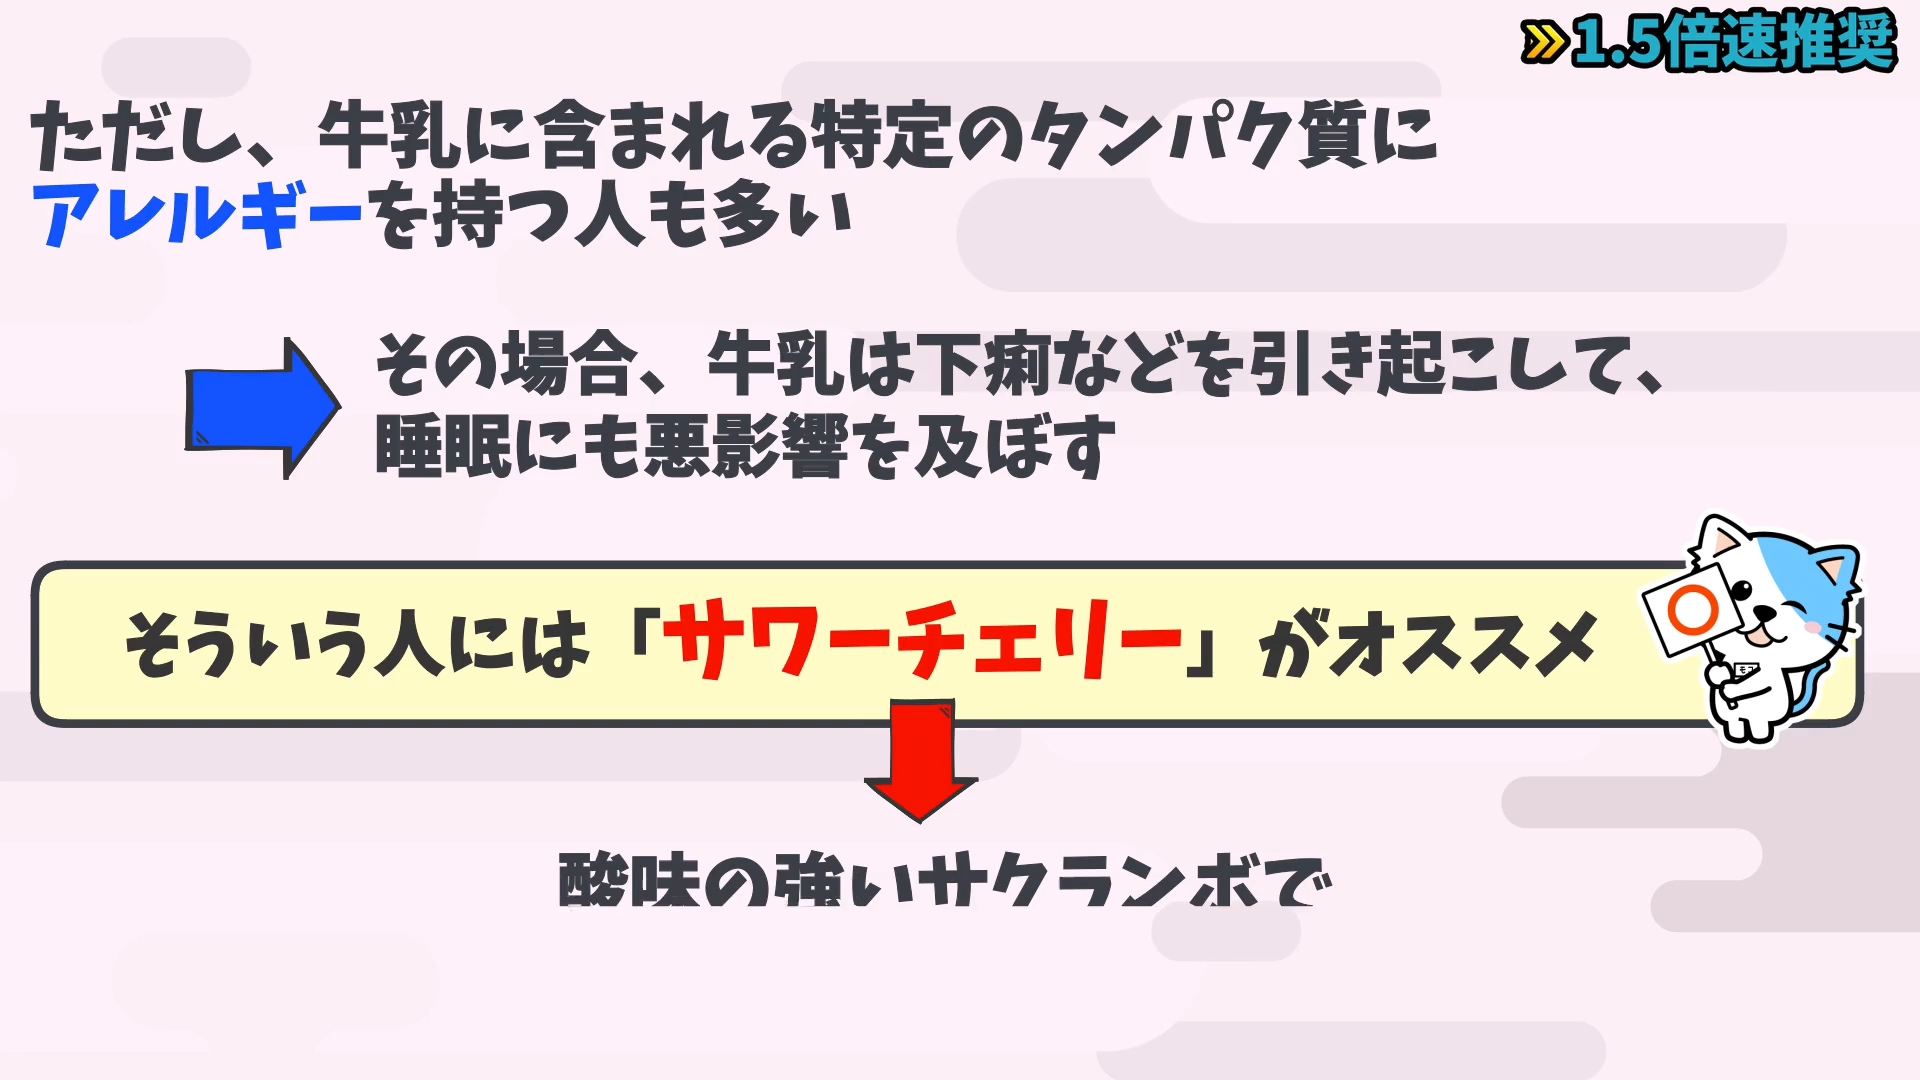 1.5倍速推奨
ただし、牛乳に含まれる特定のタンパク質に
アレルギーを持つ人も多い
その場合、牛乳は下痢などを引き起こして、
睡眠にも悪影響を及ぼす
そういう人には「サワーチェリー」がオススメ
酸味の強いサクランボで